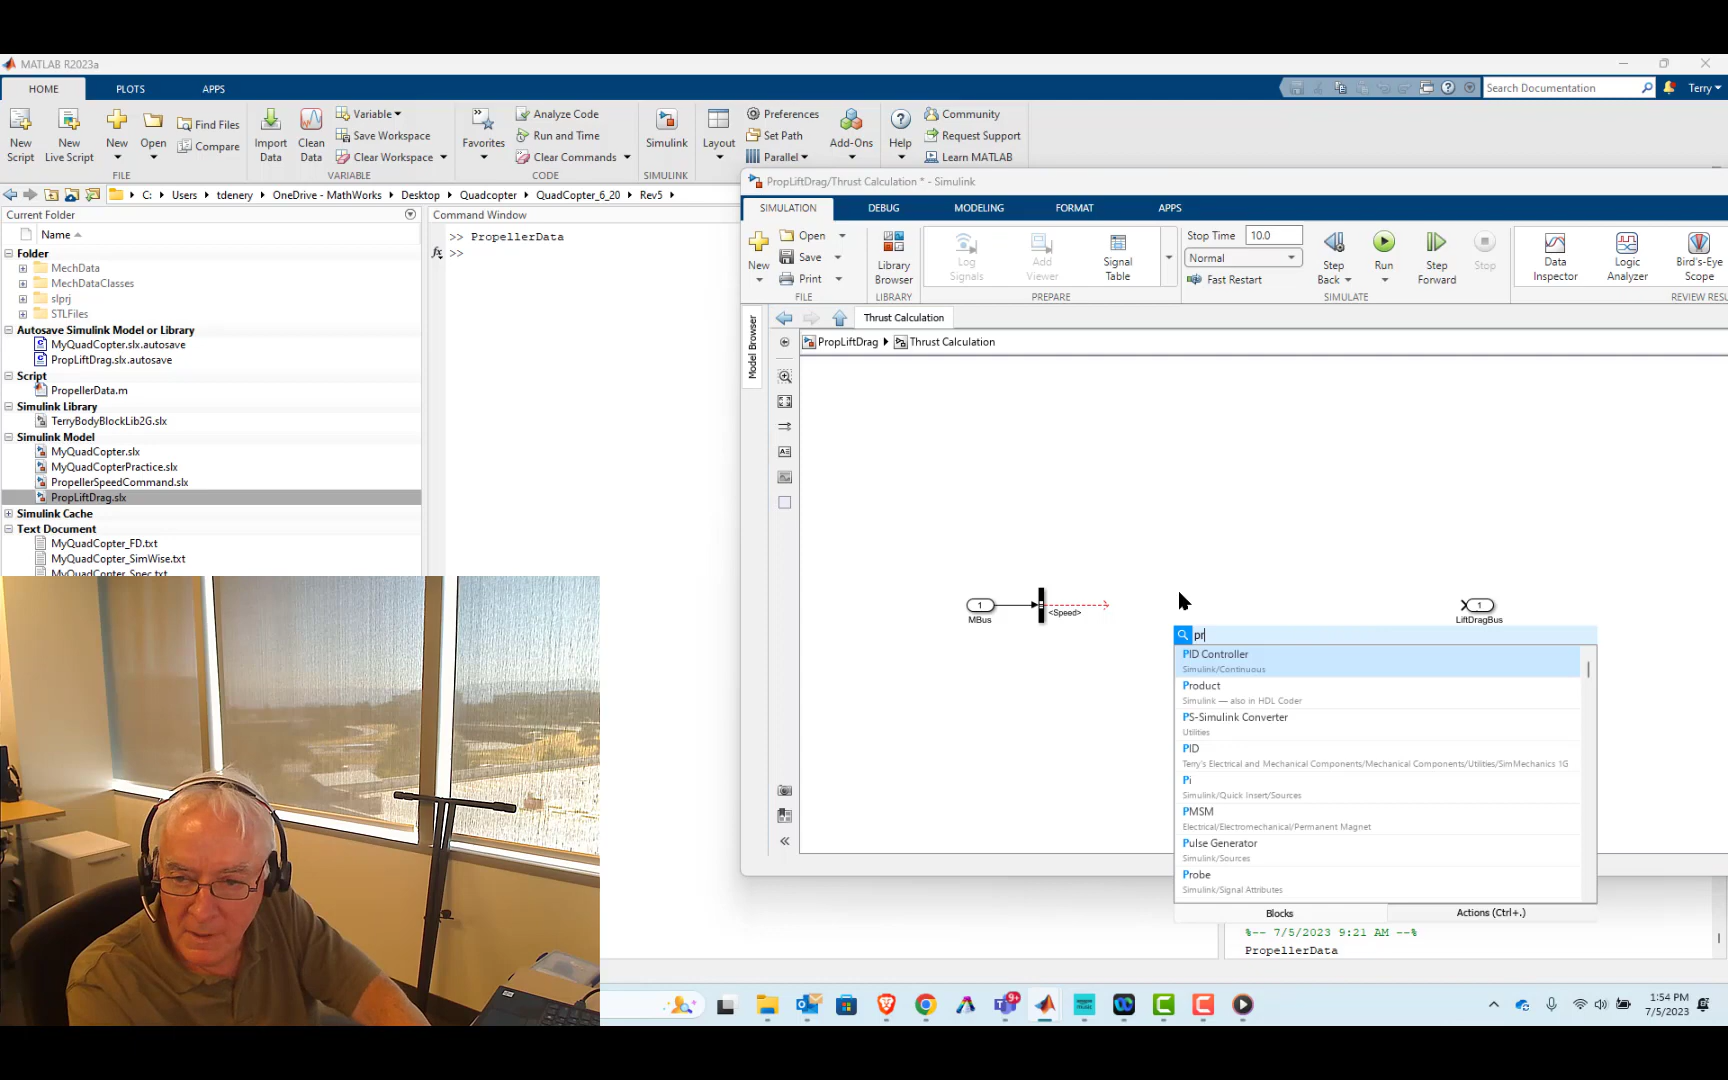 MATLAB R2023a
HOME PLOTS APPS
Search Documentation Terry
New Script
New Live Script
New
Open
Find Files
Compare
FILE
Import Data
Clean Data
Variable
Save Workspace
Clear Workspace
VARIABLE
Favorites
Analyze Code
Run and Time
Clear Commands
CODE
Simulink
SIMULINK
Layout
Preferences
Set Path
Parallel
Add-Ons
Help
Community
Request Support
Learn MATLAB
C: Users tdenery OneDrive - MathWorks Desktop Quadcopter QuadCopter_6_20 Rev5
Current Folder
Name
Folder
MechData
MechDataClasses
slprj
STLFiles
Autosave Simulink Model or Library
MyQuadCopter.slx.autosave
PropLiftDrag.slx.autosave
Script
PropellerData.m
Simulink Library
TerryBodyBlockLib2G.slx
Simulink Model
MyQuadCopter.slx
MyQuadCopterPractice.slx
PropellerSpeedCommand.slx
PropLiftDrag.slx
Simulink Cache
Text Document
MyQuadCopter_FD.txt
MyQuadCopter_SimWise.txt
MyQuadCopter_Spec.txt
Command Window
>> PropellerData
fx >>
PropLiftDrag/Thrust Calculation * - Simulink
SIMULATION DEBUG MODELING FORMAT APPS
New
Open
Save
Print
FILE
Library Browser
LIBRARY
Log Signals
Add Viewer
Signal Table
PREPARE
Stop Time 10.0
Normal
Fast Restart
Step Back
Run
Step Forward
Stop
SIMULATE
Data Inspector
Logic Analyzer
Bird's-Eye Scope
REVIEW RESU
Model Browser
Thrust Calculation
PropLiftDrag Thrust Calculation
1
MBus
<Speed>
1
LiftDragBus
pr
PID Controller
Simulink/Continuous
Product
Simulink — also in HDL Coder
PS-Simulink Converter
Utilities
PID
Terry's Electrical and Mechanical Components/Mechanical Components/Utilities/SimMechanics 1G
Pi
Simulink/Quick Insert/Sources
PMSM
Electrical/Electromechanical/Permanent Magnet
Pulse Generator
Simulink/Sources
Probe
Simulink/Signal Attributes
Blocks Actions (Ctrl+.)
%-- 7/5/2023 9:21 AM --%
PropellerData
9+
1:54 PM
7/5/2023